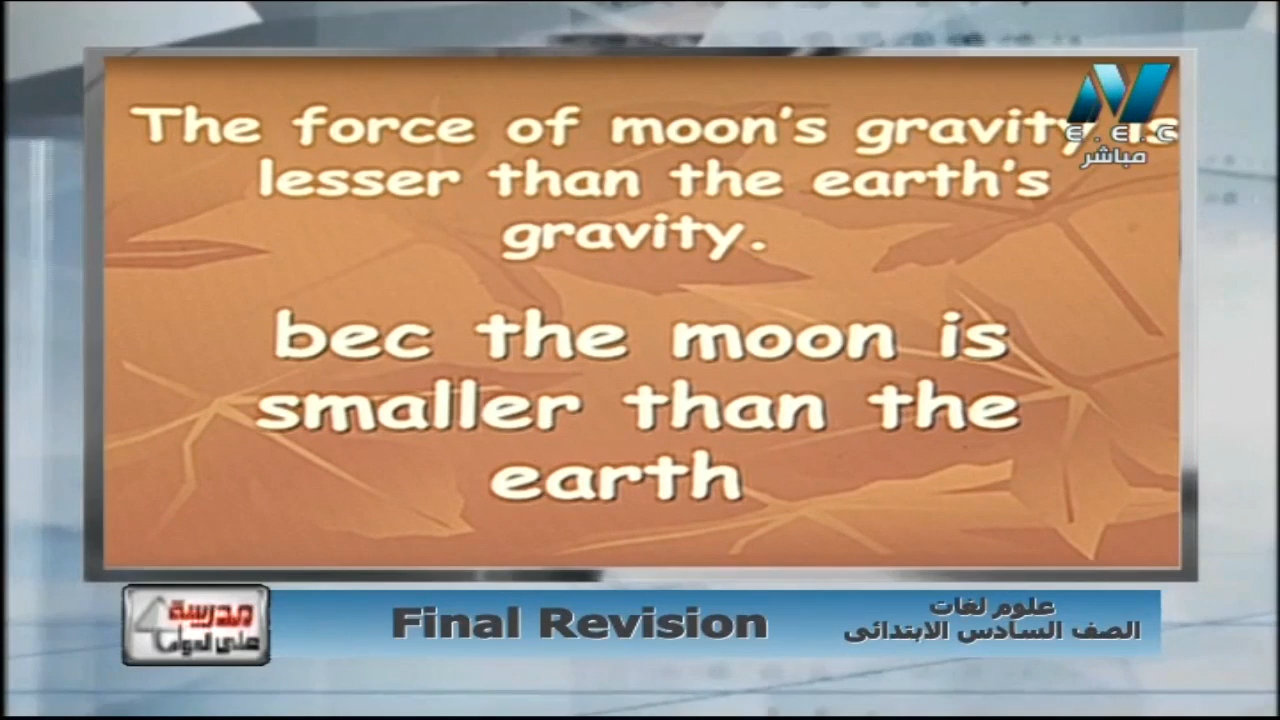 The force of moon's gravity is
lesser than the earth's
gravity.
bec the moon is
smaller than the
earth
E.E.C
مباشر
مدرسة
على الهواء
Final Revision
علوم لغات
الصف السادس الابتدائى